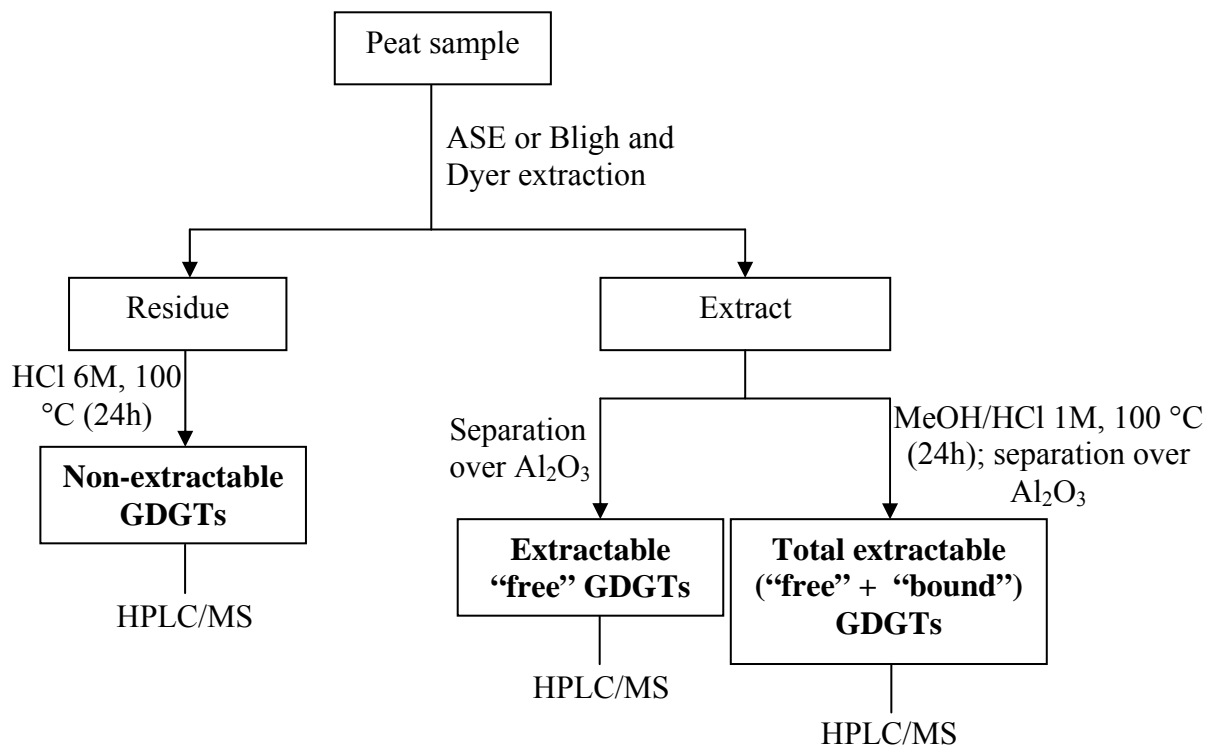 Peat sample
ASE or Bligh and
Dyer extraction
Residue
Extract
HCl 6M, 100
°C (24h)
Separation
over Al₂O₃
MeOH/HCl 1M, 100 °C
(24h); separation over
Al₂O₃
Non-extractable
GDGTs
Extractable
“free” GDGTs
Total extractable
(“free” + “bound”)
GDGTs
HPLC/MS
HPLC/MS
HPLC/MS